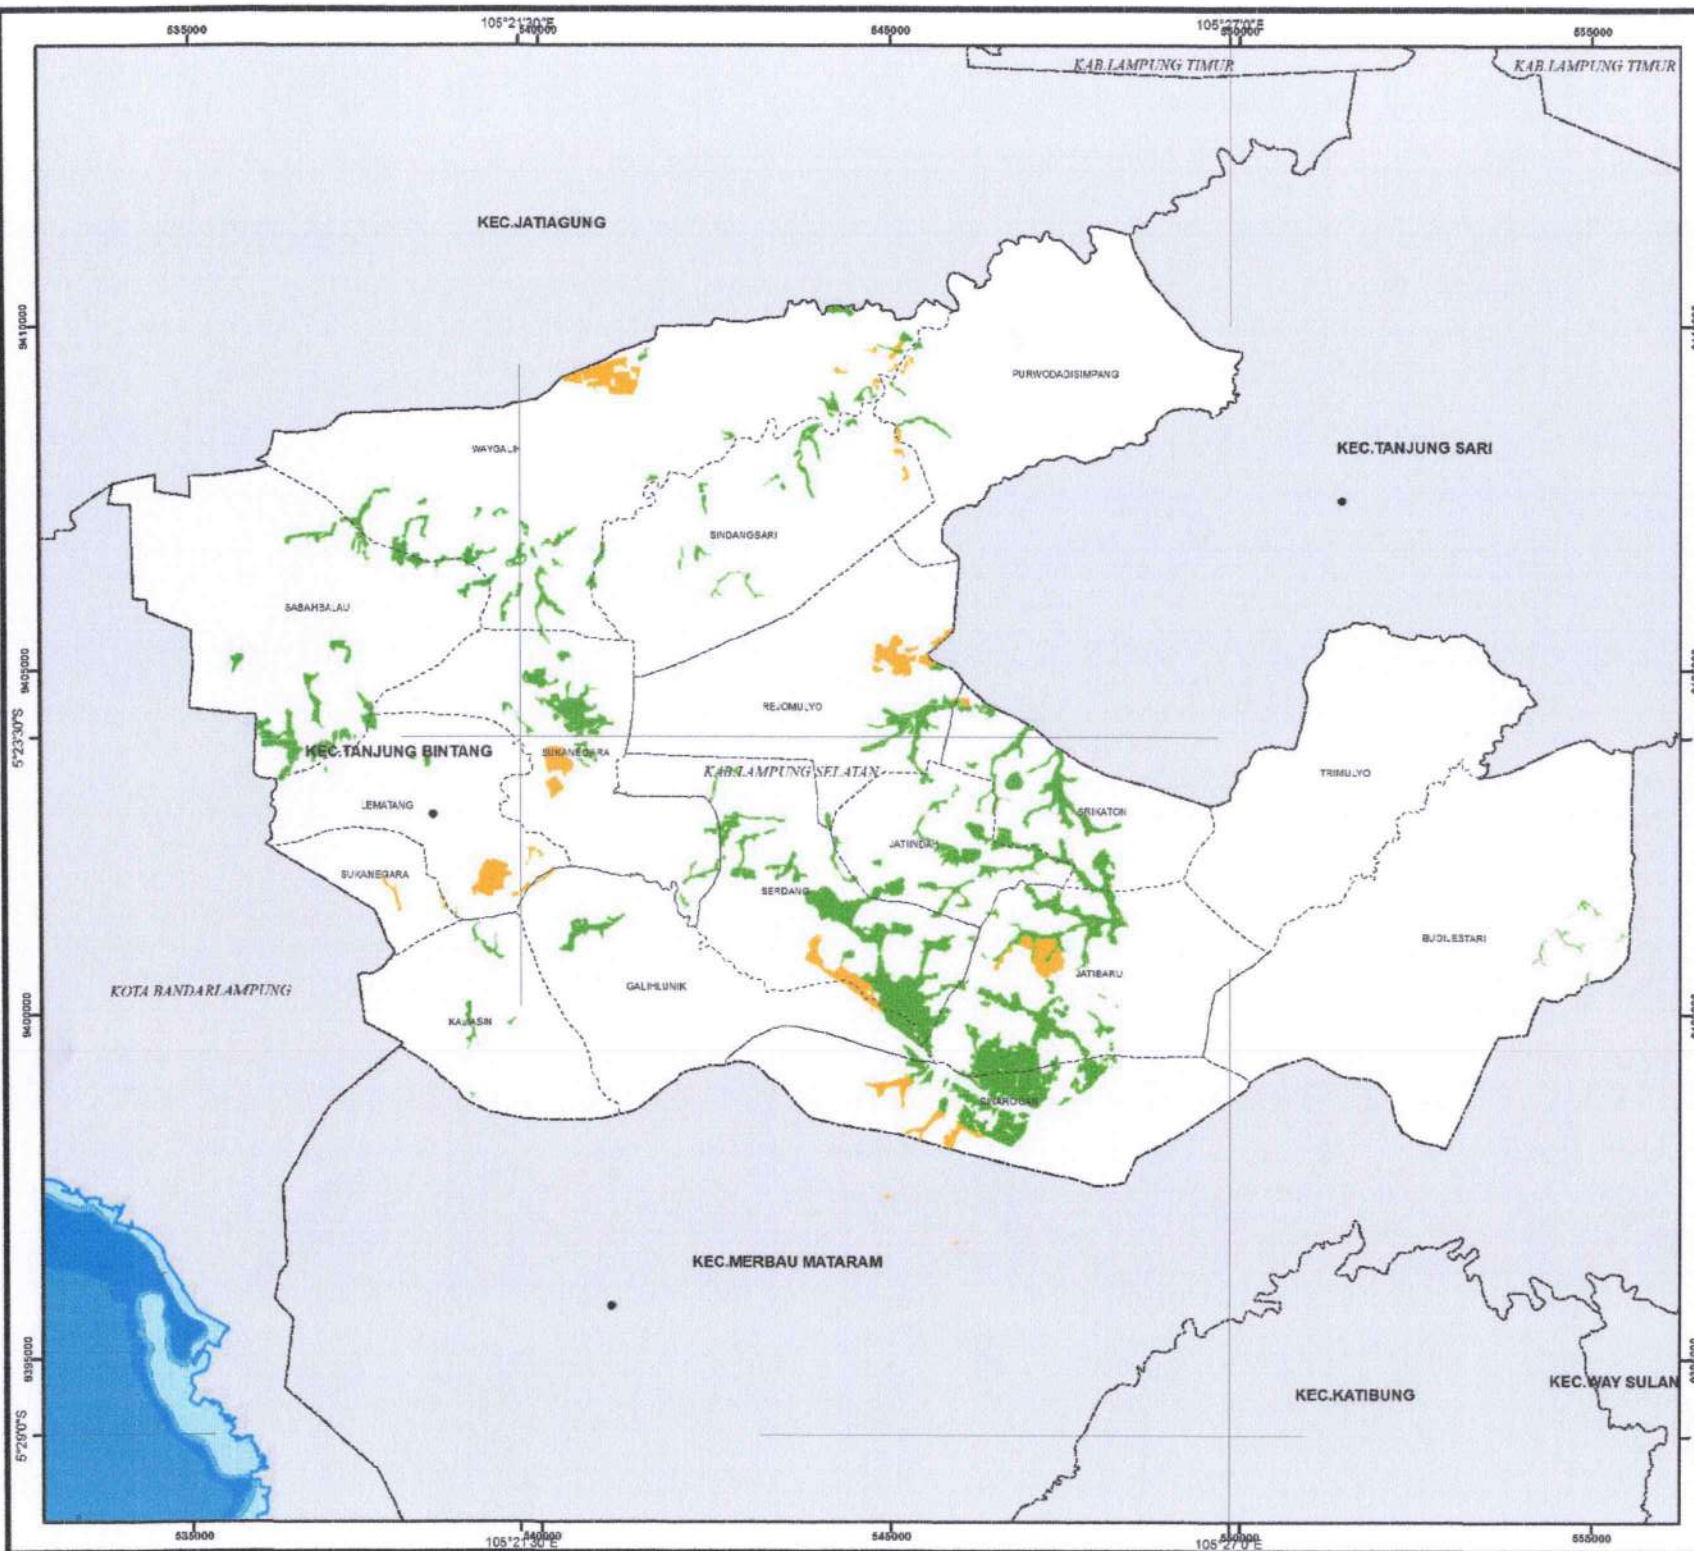 105°21'30"E
105°27'0"E
535000
540000
545000
550000
555000
KAB.LAMPUNG TIMUR
KAB.LAMPUNG TIMUR
KEC.JATIAGUNG
9410000
PURWODADISIMPANG
WAYGALIH
KEC.TANJUNG SARI
SINDANGSARI
SABAHBALAU
9405000
REJOMULYO
5°23'30"S
KEC.TANJUNG BINTANG
SUKANEGARA
KAB.LAMPUNG SELATAN
TRIMULYO
LEMATANG
SRIKATON
JATIINDAH
SUKANEGARA
SERDANG
BUDILESTARI
JATIBARU
KOTA BANDARLAMPUNG
GALIHLUNIK
9400000
KALIASIN
KEC.MERBAU MATARAM
9395000
KEC.KATIBUNG
KEC.WAY SULAN
5°29'0"S
535000
540000
545000
550000
555000
105°21'30"E
105°27'0"E